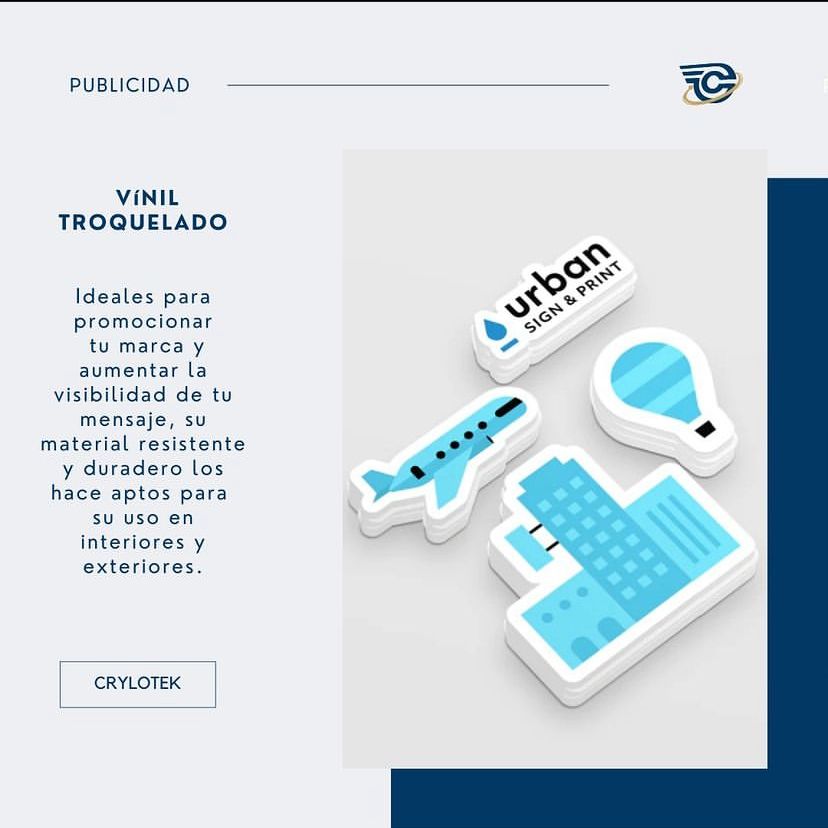 PUBLICIDAD
VíNIL
TROQUELADO
Ideales para
promocionar
tu marca y
aumentar la
visibilidad de tu
mensaje, su
material resistente
y duradero los
hace aptos para
su uso en
interiores y
exteriores.
CRYLOTEK
urban
SIGN & PRINT